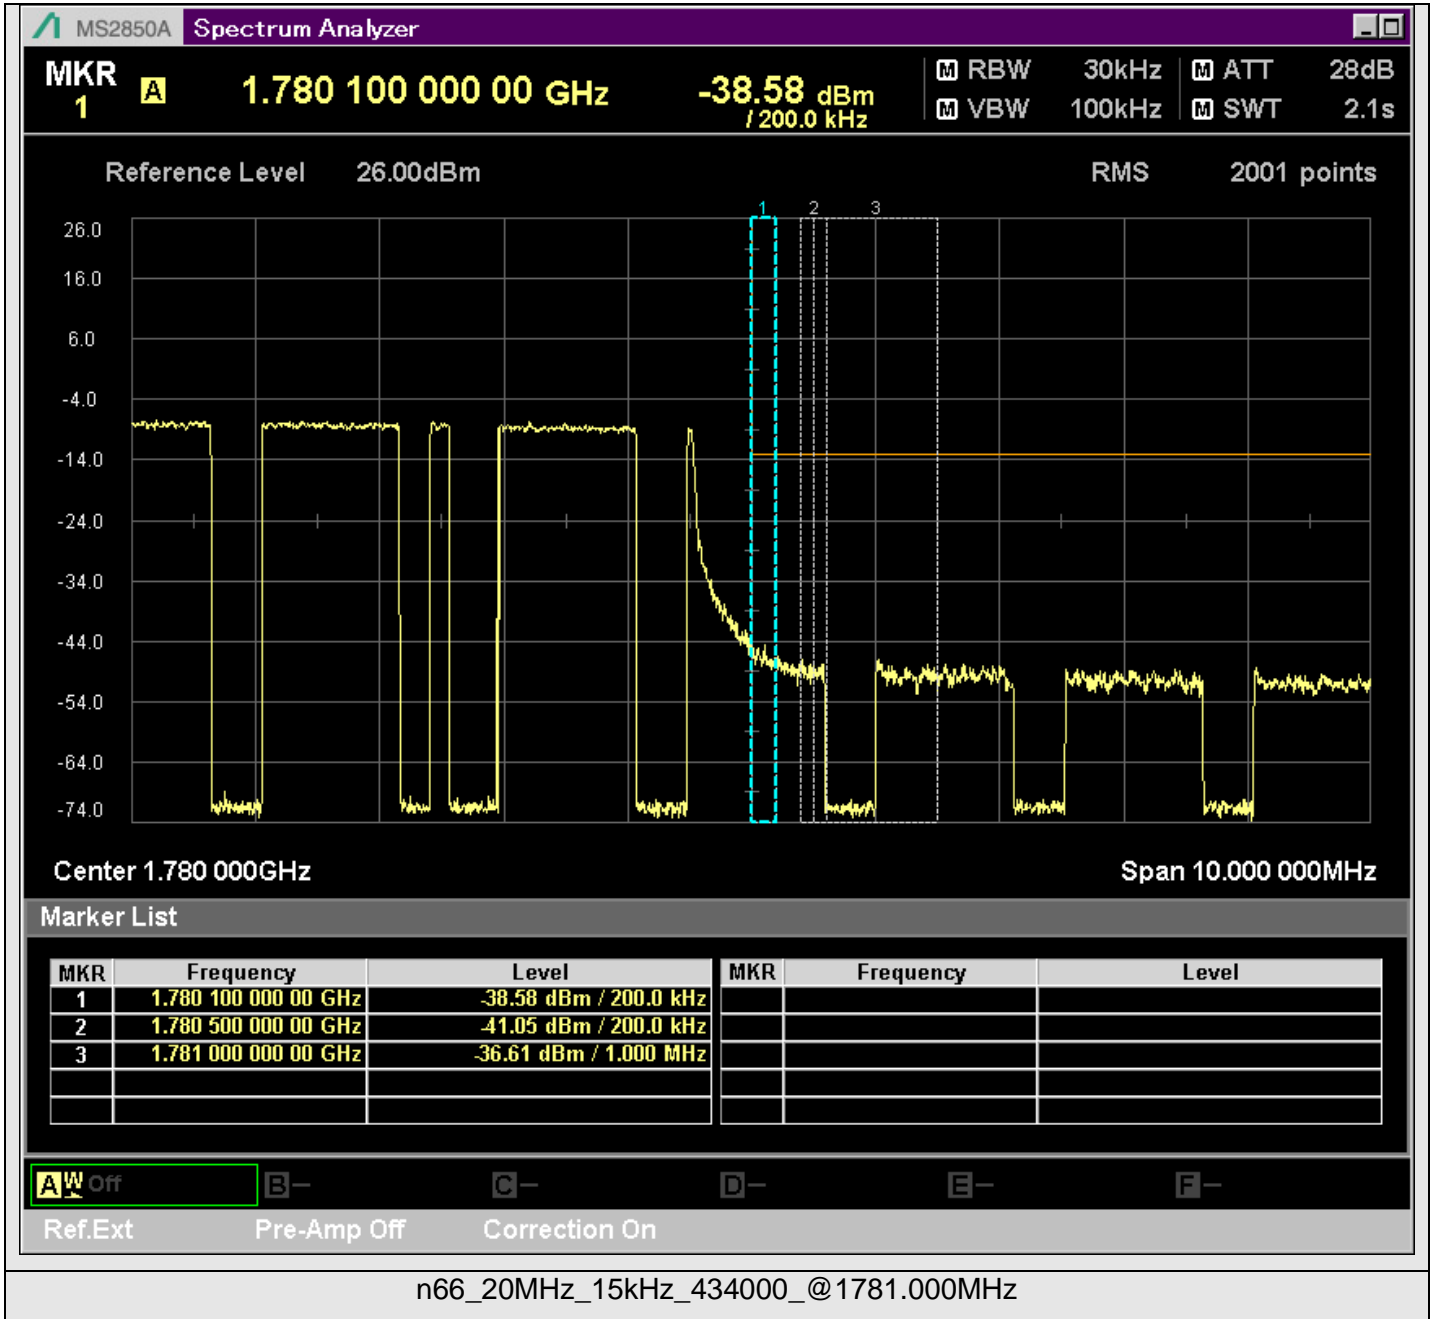 MS2850A Spectrum Analyzer
MKR 1 A 1.780 100 000 00 GHz -38.58 dBm / 200.0 kHz
M RBW 30kHz M ATT 28dB
M VBW 100kHz M SWT 2.1s
Reference Level 26.00dBm RMS 2001 points
1 2 3
26.0
16.0
6.0
-4.0
-14.0
-24.0
-34.0
-44.0
-54.0
-64.0
-74.0
Center 1.780 000GHz Span 10.000 000MHz
Marker List
MKR Frequency Level MKR Frequency Level
1 1.780 100 000 00 GHz -38.58 dBm / 200.0 kHz
2 1.780 500 000 00 GHz -41.05 dBm / 200.0 kHz
3 1.781 000 000 00 GHz -36.61 dBm / 1.000 MHz
A W Off B - C - D - E - F -
Ref.Ext Pre-Amp Off Correction On
n66_20MHz_15kHz_434000_@1781.000MHz